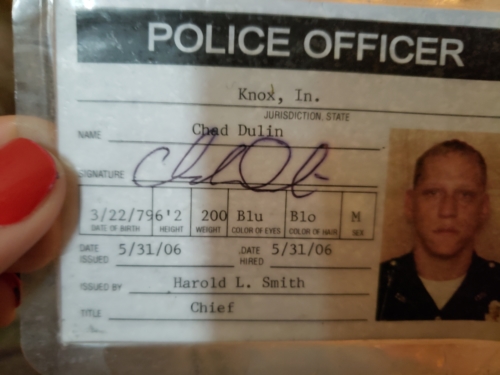 POLICE OFFICER
Knox, In.
JURISDICTION, STATE
NAME Chad Dulin
SIGNATURE Chad Dulin
3/22/79 6'2 200 Blu Blo M
DATE OF BIRTH HEIGHT WEIGHT COLOR OF EYES COLOR OF HAIR SEX
DATE ISSUED 5/31/06 DATE HIRED 5/31/06
ISSUED BY Harold L. Smith
TITLE Chief